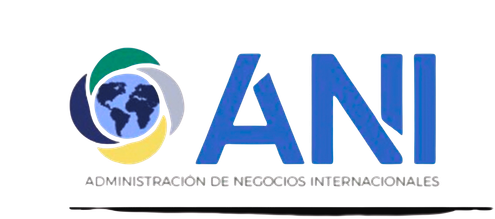 ANI
ADMINISTRACIÓN DE NEGOCIOS INTERNACIONALES